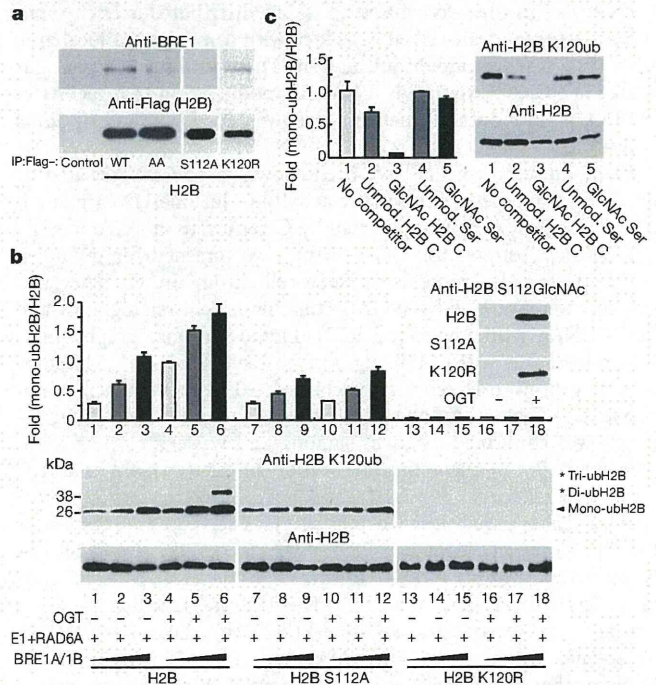 a
Anti-BRE1
Anti-Flag (H2B)
IP:Flag–: Control WT AA S112A K120R
H2B
c
Fold (mono-ubH2B/H2B)
1.5
1.0
0.5
0
1 2 3 4 5
No competitor
Unmod. H2B C
GlcNAc H2B C
Unmod. Ser
GlcNAc Ser
Anti-H2B K120ub
Anti-H2B
1 2 3 4 5
No competitor
Unmod. H2B C
GlcNAc H2B C
Unmod. Ser
GlcNAc Ser
b
Fold (mono-ubH2B/H2B)
2.0
1.5
1.0
0.5
0
1 2 3 4 5 6 7 8 9 10 11 12 13 14 15 16 17 18
Anti-H2B S112GlcNAc
H2B
S112A
K120R
OGT – +
kDa
Anti-H2B K120ub
38–
26–
* Tri-ubH2B
* Di-ubH2B
◄ Mono-ubH2B
Anti-H2B
1 2 3 4 5 6 7 8 9 10 11 12 13 14 15 16 17 18
OGT – – – + + + – – – + + + – – – + + +
E1+RAD6A + + + + + + + + + + + + + + + + + +
BRE1A/1B
H2B H2B S112A H2B K120R